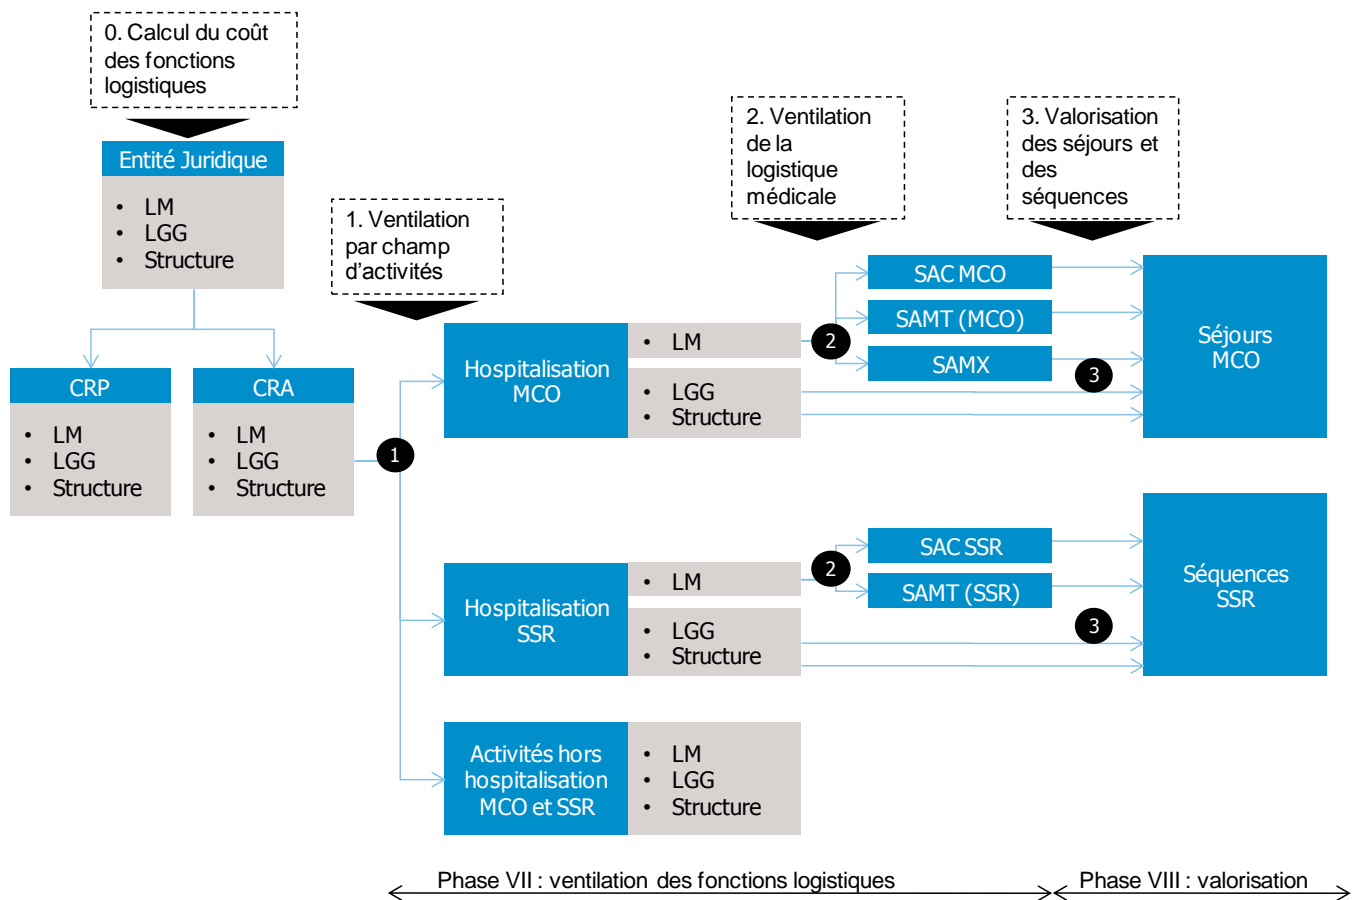 0. Calcul du coût
des fonctions
logistiques
Entité Juridique
• LM
• LGG
• Structure
CRP
• LM
• LGG
• Structure
CRA
• LM
• LGG
• Structure
1. Ventilation
par champ
d’activités
1
2. Ventilation
de la
logistique
médicale
3. Valorisation
des séjours et
des
séquences
Hospitalisation
MCO
• LM
• LGG
• Structure
2
SAC MCO
SAMT (MCO)
SAMX
3
Séjours
MCO
Hospitalisation
SSR
• LM
• LGG
• Structure
2
SAC SSR
SAMT (SSR)
3
Séquences
SSR
Activités hors
hospitalisation
MCO et SSR
• LM
• LGG
• Structure
Phase VII : ventilation des fonctions logistiques
Phase VIII : valorisation